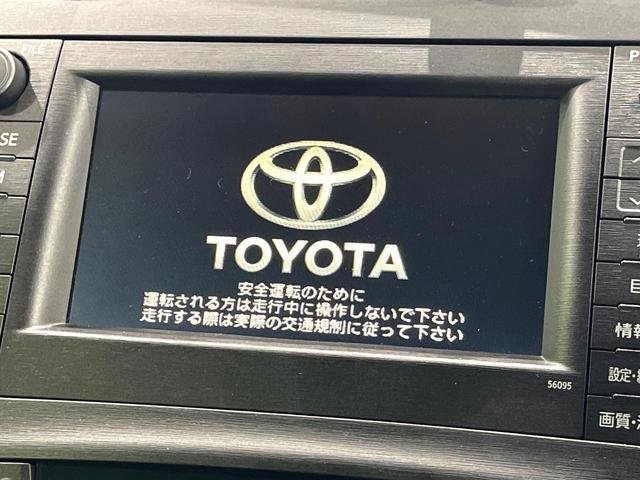 FILE
TOYOTA
安全運転のために
運転される方は走行中に操作しないで下さい
走行する際は実際の交通規制に従って下さい
56095
情報
設定・
画質・